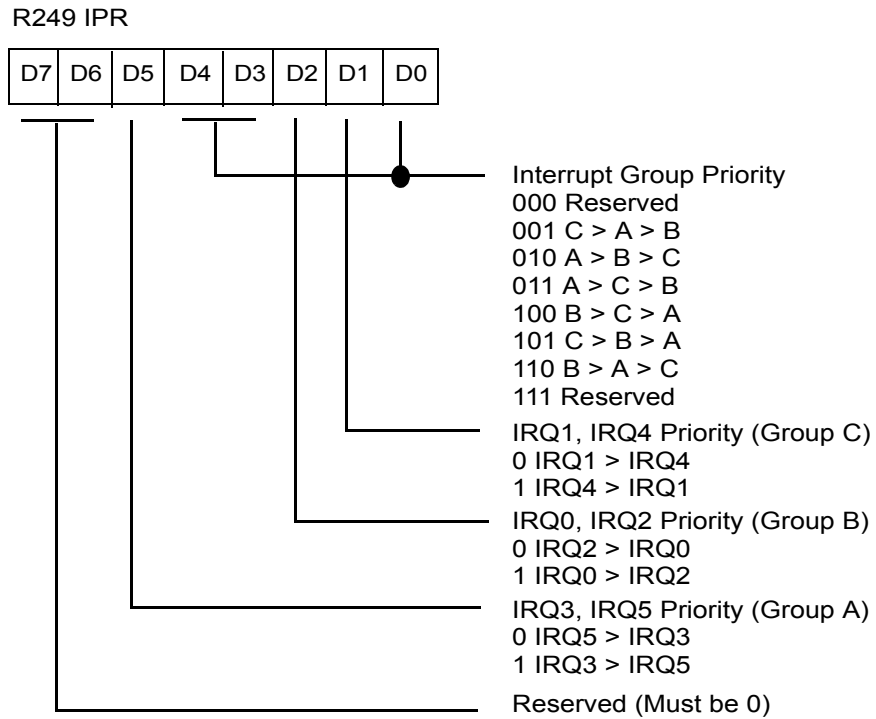 R249 IPR
D7 D6 D5 D4 D3 D2 D1 D0
Interrupt Group Priority
000 Reserved
001 C > A > B
010 A > B > C
011 A > C > B
100 B > C > A
101 C > B > A
110 B > A > C
111 Reserved
IRQ1, IRQ4 Priority (Group C)
0 IRQ1 > IRQ4
1 IRQ4 > IRQ1
IRQ0, IRQ2 Priority (Group B)
0 IRQ2 > IRQ0
1 IRQ0 > IRQ2
IRQ3, IRQ5 Priority (Group A)
0 IRQ5 > IRQ3
1 IRQ3 > IRQ5
Reserved (Must be 0)